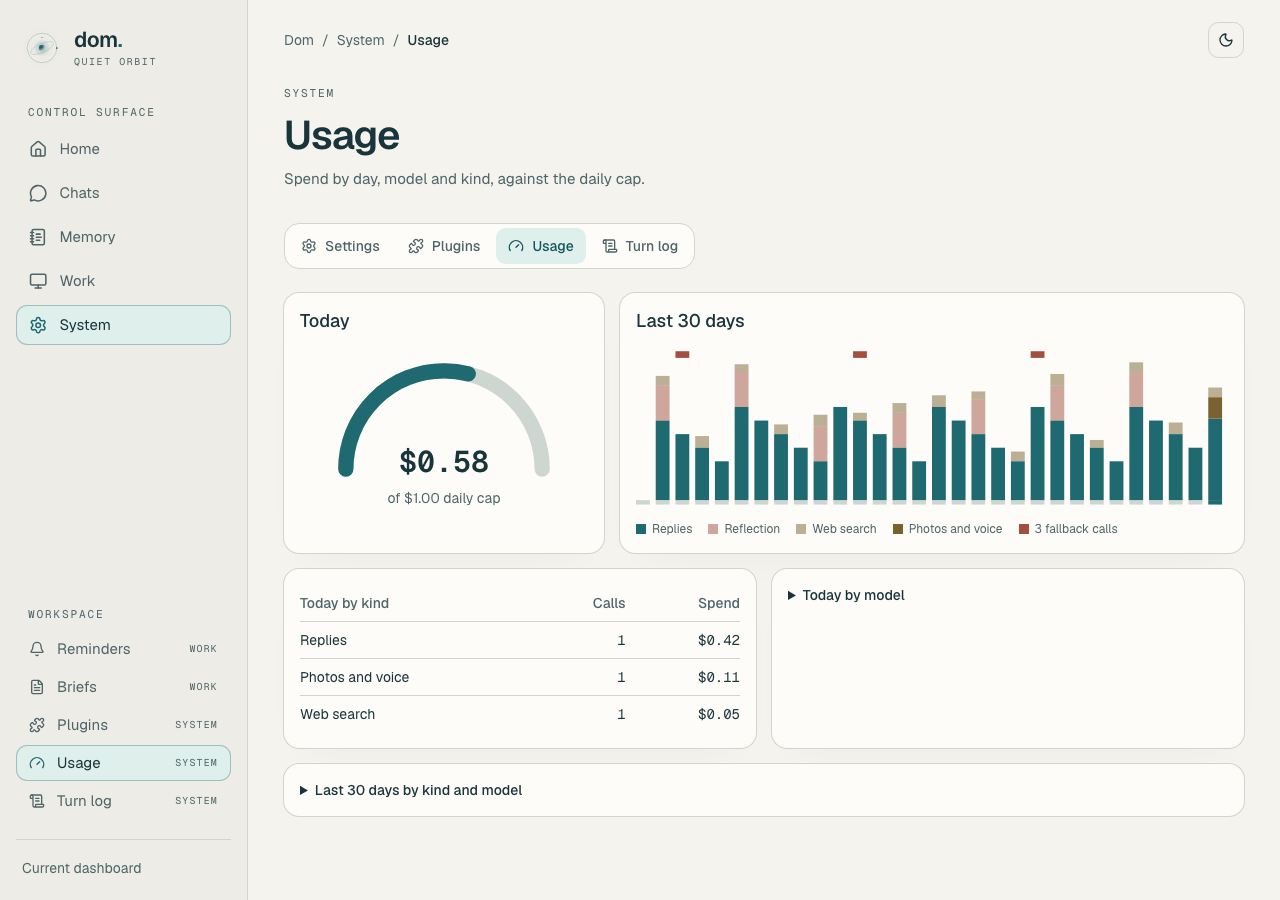 dom.
QUIET ORBIT
CONTROL SURFACE
Home
Chats
Memory
Work
System
WORKSPACE
Reminders WORK
Briefs WORK
Plugins SYSTEM
Usage SYSTEM
Turn log SYSTEM
Current dashboard
Dom / System / Usage
SYSTEM
Usage
Spend by day, model and kind, against the daily cap.
Settings Plugins Usage Turn log
Today
$0.58
of $1.00 daily cap
Last 30 days
Replies Reflection Web search Photos and voice 3 fallback calls
Today by kind Calls Spend
Replies 1 $0.42
Photos and voice 1 $0.11
Web search 1 $0.05
Today by model
Last 30 days by kind and model